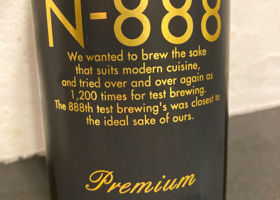 N-888
We wanted to brew the sake
that suits modern cuisine,
and tried over and over again as
1,200 times for test brewing.
The 888th test brewing's was closest to
the ideal sake of ours.
Premium